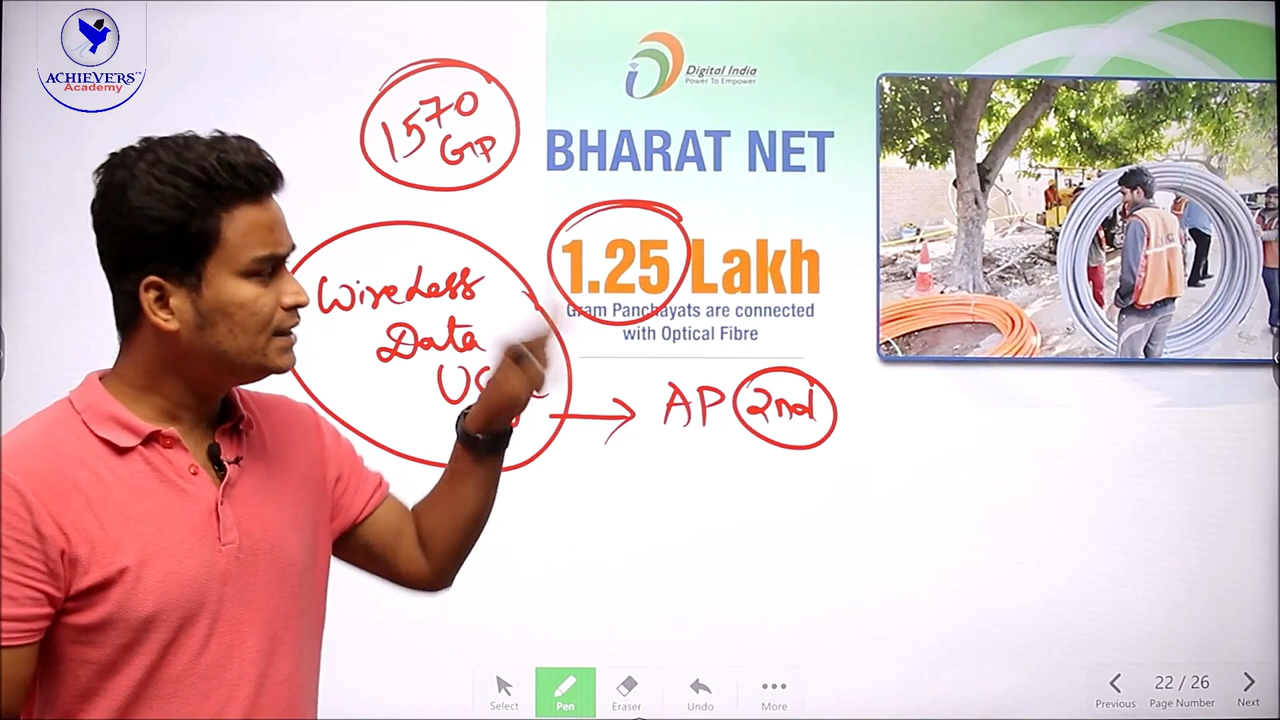 ACHIEVERS
Academy
1570
GP
Digital India
Power To Empower
BHARAT NET
1.25 Lakh
Gram Panchayats are connected
with Optical Fibre
Wireless
Data
AP 2nd
Select
Pen
Eraser
Undo
More
Previous
22 / 26
Page Number
Next